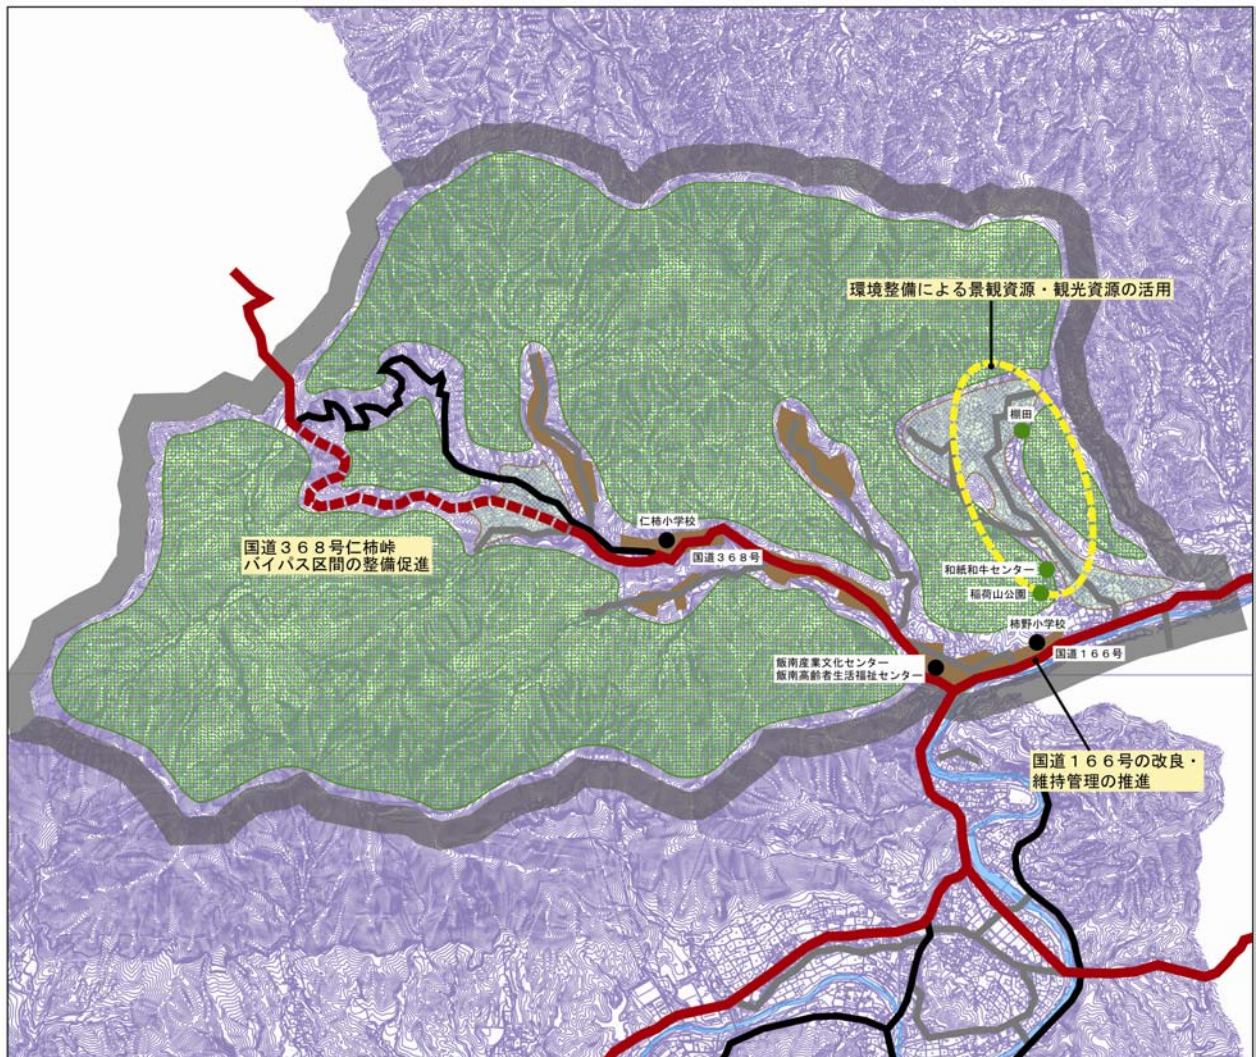 環境整備による景観資源・観光資源の活用
棚田
仁柿小学校
国道368号
国道368号仁柿峠
バイパス区間の整備促進
和紙和牛センター
稲荷山公園
柿野小学校
国道166号
飯南産業文化センター
飯南高齢者生活福祉センター
国道166号の改良・
維持管理の推進